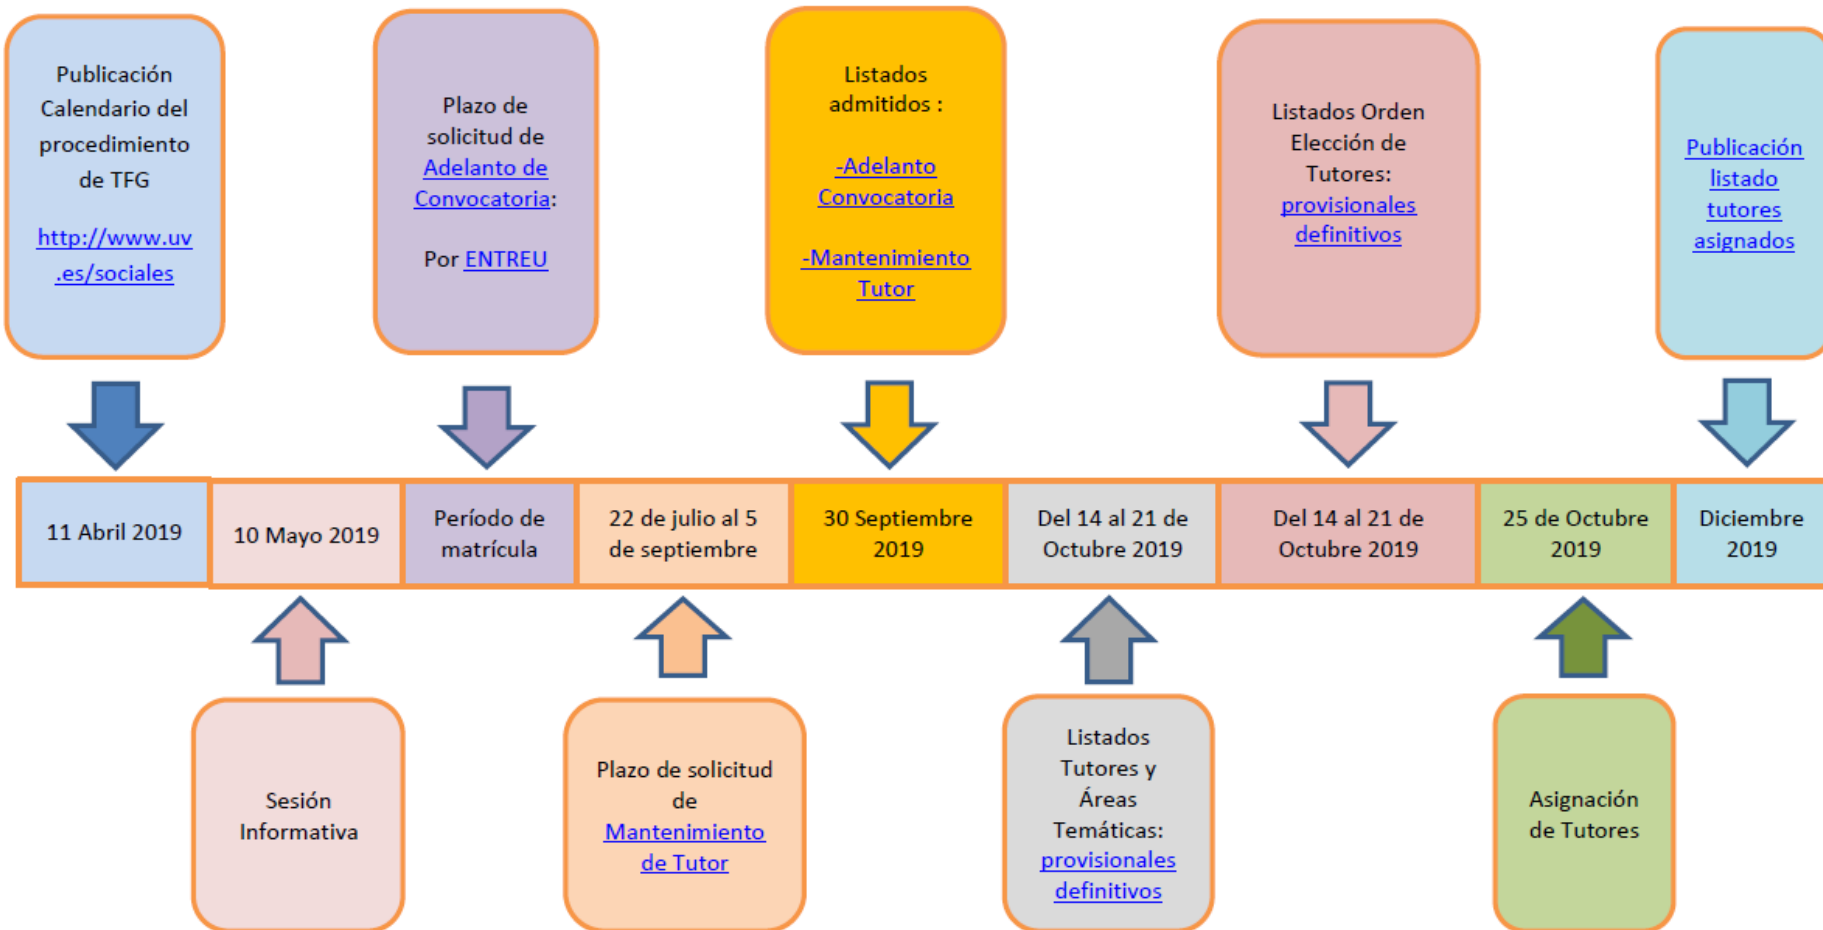 Publicación
Calendario del
procedimiento
de TFG
http://www.uv
.es/sociales
Plazo de
solicitud de
Adelanto de
Convocatoria:
Por ENTREU
Listados
admitidos :
-Adelanto
Convocatoria
-Mantenimiento
Tutor
Listados Orden
Elección de
Tutores:
provisionales
definitivos
Publicación
listado
tutores
asignados
11 Abril 2019
10 Mayo 2019
Período de
matrícula
22 de julio al 5
de septiembre
30 Septiembre
2019
Del 14 al 21 de
Octubre 2019
Del 14 al 21 de
Octubre 2019
25 de Octubre
2019
Diciembre
2019
Sesión
Informativa
Plazo de solicitud
de
Mantenimiento
de Tutor
Listados
Tutores y
Áreas
Temáticas:
provisionales
definitivos
Asignación
de Tutores